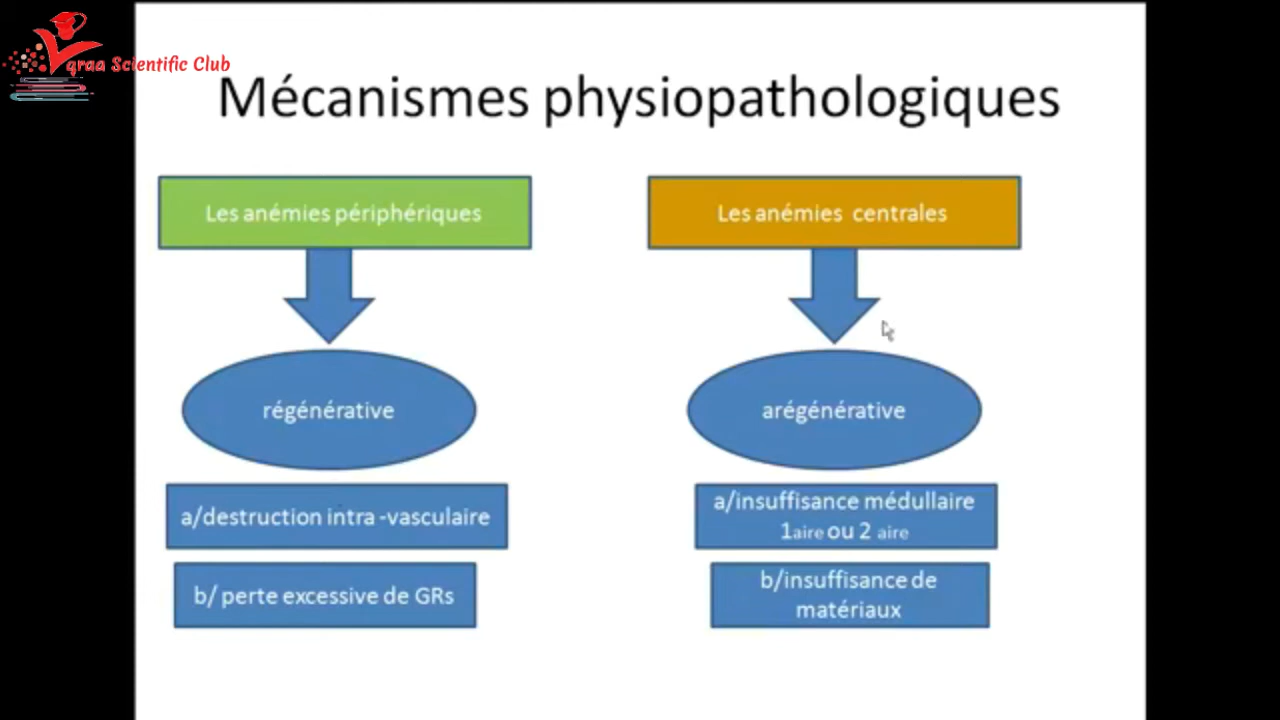 qraa Scientific Club
Mécanismes physiopathologiques
Les anémies périphériques
Les anémies centrales
régénérative
arégénérative
a/destruction intra -vasculaire
a/insuffisance médullaire
1aire ou 2 aire
b/ perte excessive de GRs
b/insuffisance de
matériaux